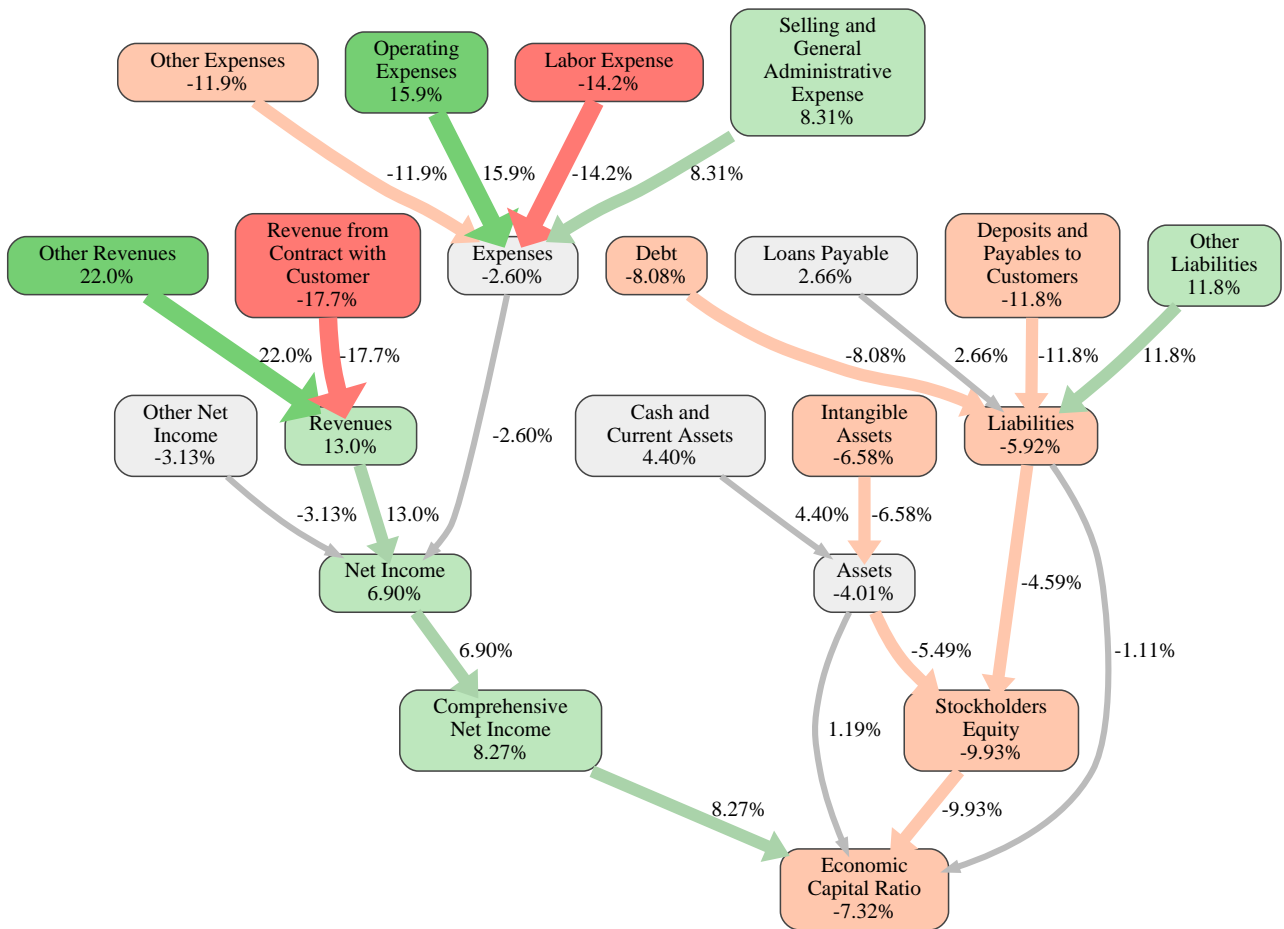 Other Expenses
-11.9%
Operating
Expenses
15.9%
Labor Expense
-14.2%
Selling and
General
Administrative
Expense
8.31%
-11.9%
15.9%
-14.2%
8.31%
Other Revenues
22.0%
Revenue from
Contract with
Customer
-17.7%
Expenses
-2.60%
Debt
-8.08%
Loans Payable
2.66%
Deposits and
Payables to
Customers
-11.8%
Other
Liabilities
11.8%
22.0%
-17.7%
-8.08%
2.66%
-11.8%
11.8%
Other Net
Income
-3.13%
Revenues
13.0%
-2.60%
Cash and
Current Assets
4.40%
Intangible
Assets
-6.58%
Liabilities
-5.92%
-3.13%
13.0%
4.40%
-6.58%
Net Income
6.90%
Assets
-4.01%
-4.59%
6.90%
-5.49%
-1.11%
Comprehensive
Net Income
8.27%
1.19%
Stockholders
Equity
-9.93%
8.27%
-9.93%
Economic
Capital Ratio
-7.32%